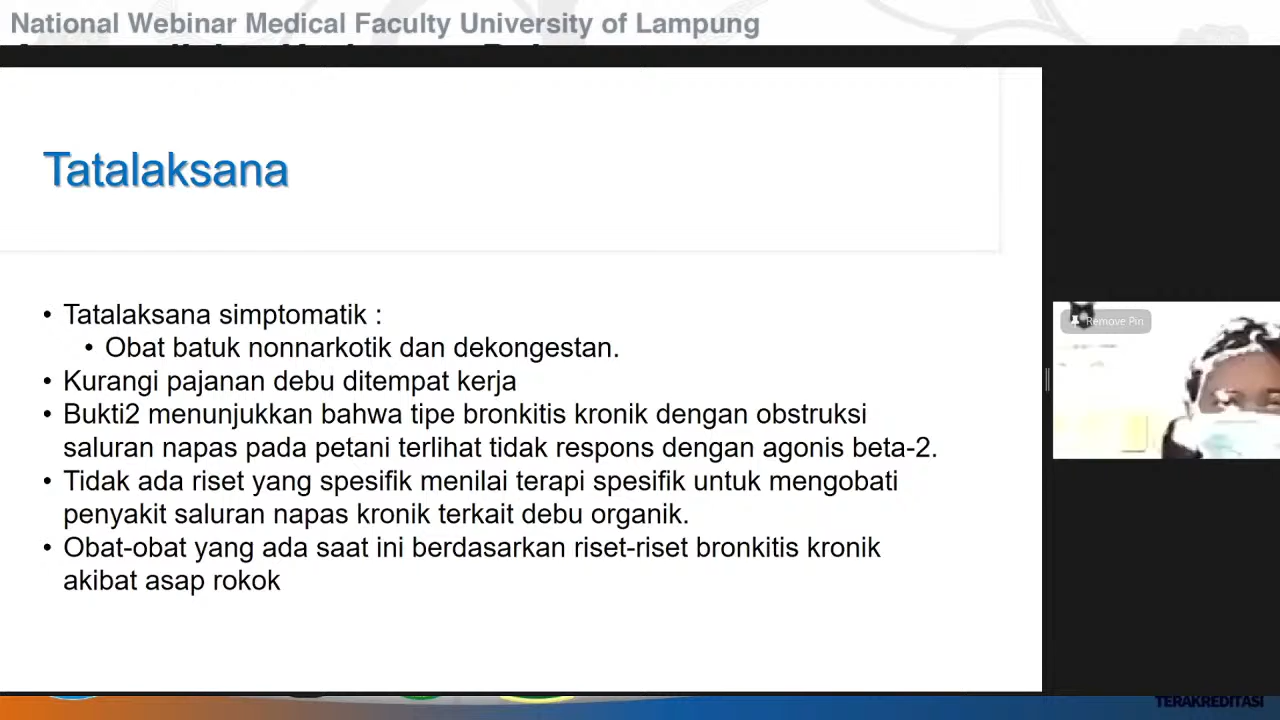 National Webinar Medical Faculty University of Lampung
Tatalaksana
• Tatalaksana simptomatik :
• Obat batuk nonnarkotik dan dekongestan.
• Kurangi pajanan debu ditempat kerja
• Bukti2 menunjukkan bahwa tipe bronkitis kronik dengan obstruksi
saluran napas pada petani terlihat tidak respons dengan agonis beta-2.
• Tidak ada riset yang spesifik menilai terapi spesifik untuk mengobati
penyakit saluran napas kronik terkait debu organik.
• Obat-obat yang ada saat ini berdasarkan riset-riset bronkitis kronik
akibat asap rokok
Remove Pin
TERAKREDITASI